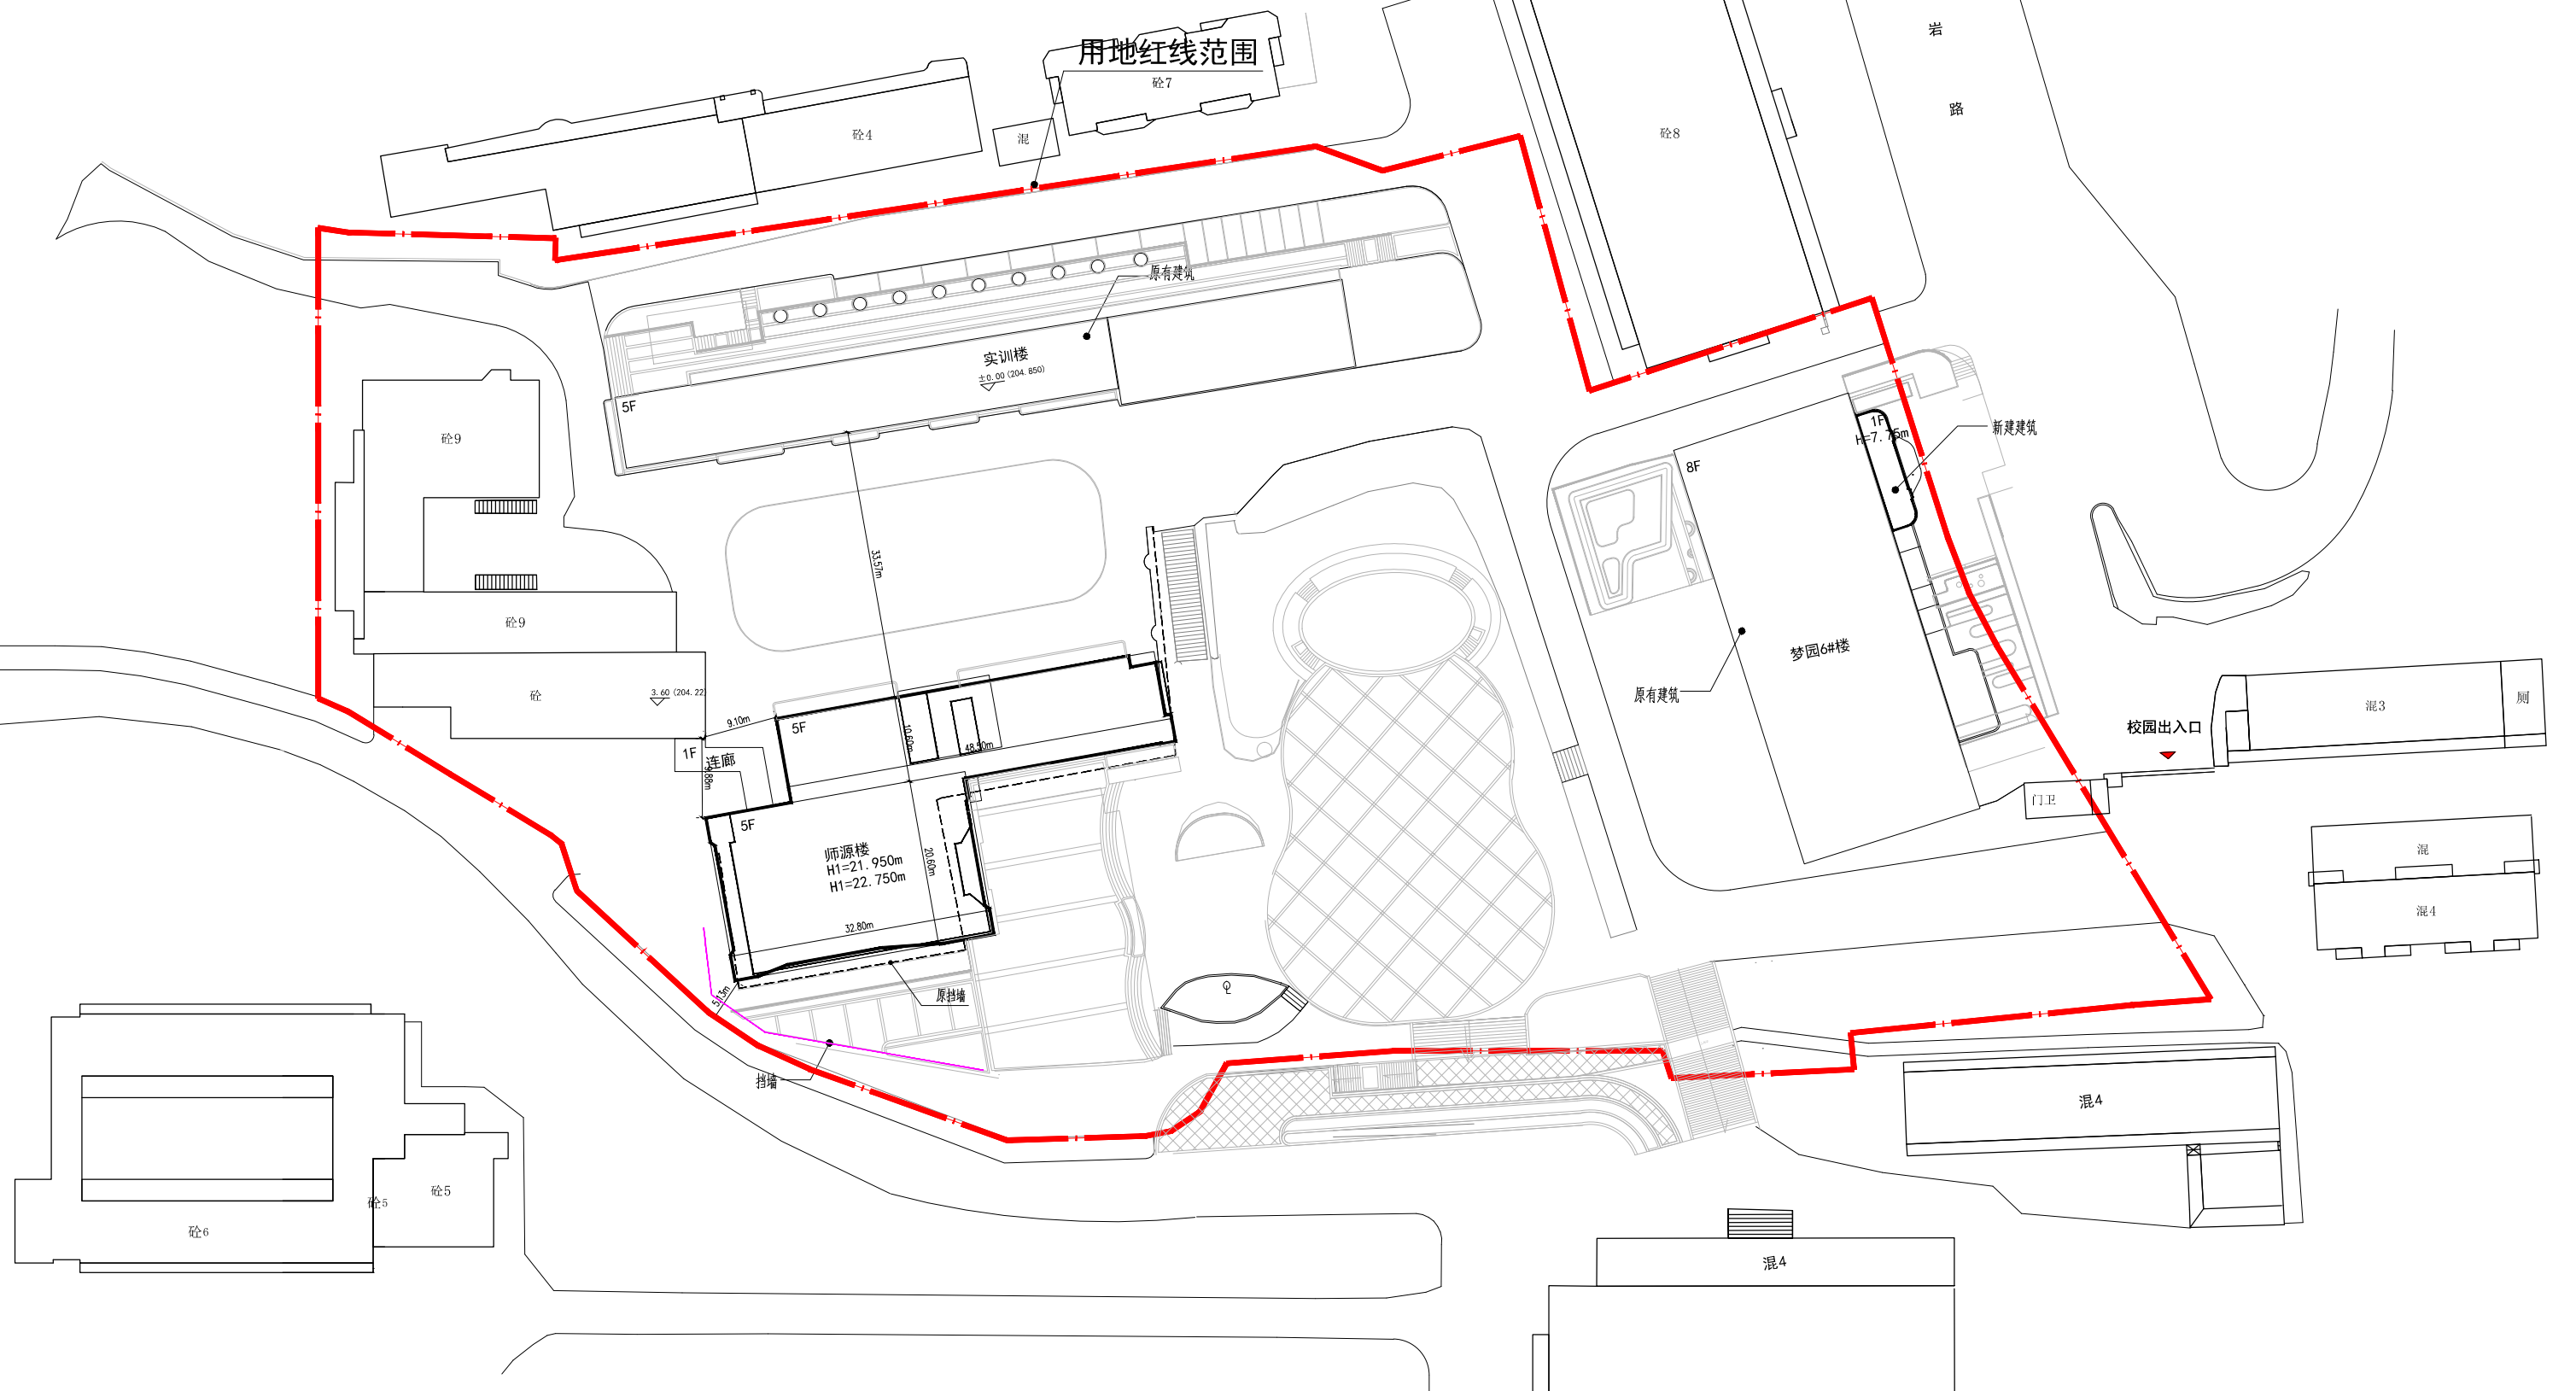 岩
用地红线范围
砼7
路
砼4
混
砼8
原有建筑
实训楼
±0.00(204.850)
5F
1F
H=7.75m
新建建筑
砼9
8F
33.57m
砼9
梦园6#楼
原有建筑
砼
3.60(204.22)
厕
混3
9.10m
5F
校园出入口
10.60m
48.50m
1F
连廊
9.88m
门卫
5F
师源楼
H1=21.950m
H1=22.750m
20.60m
混
混4
32.80m
5.13m
原挡墙
挡墙
混4
砼5
砼5
砼6
混4